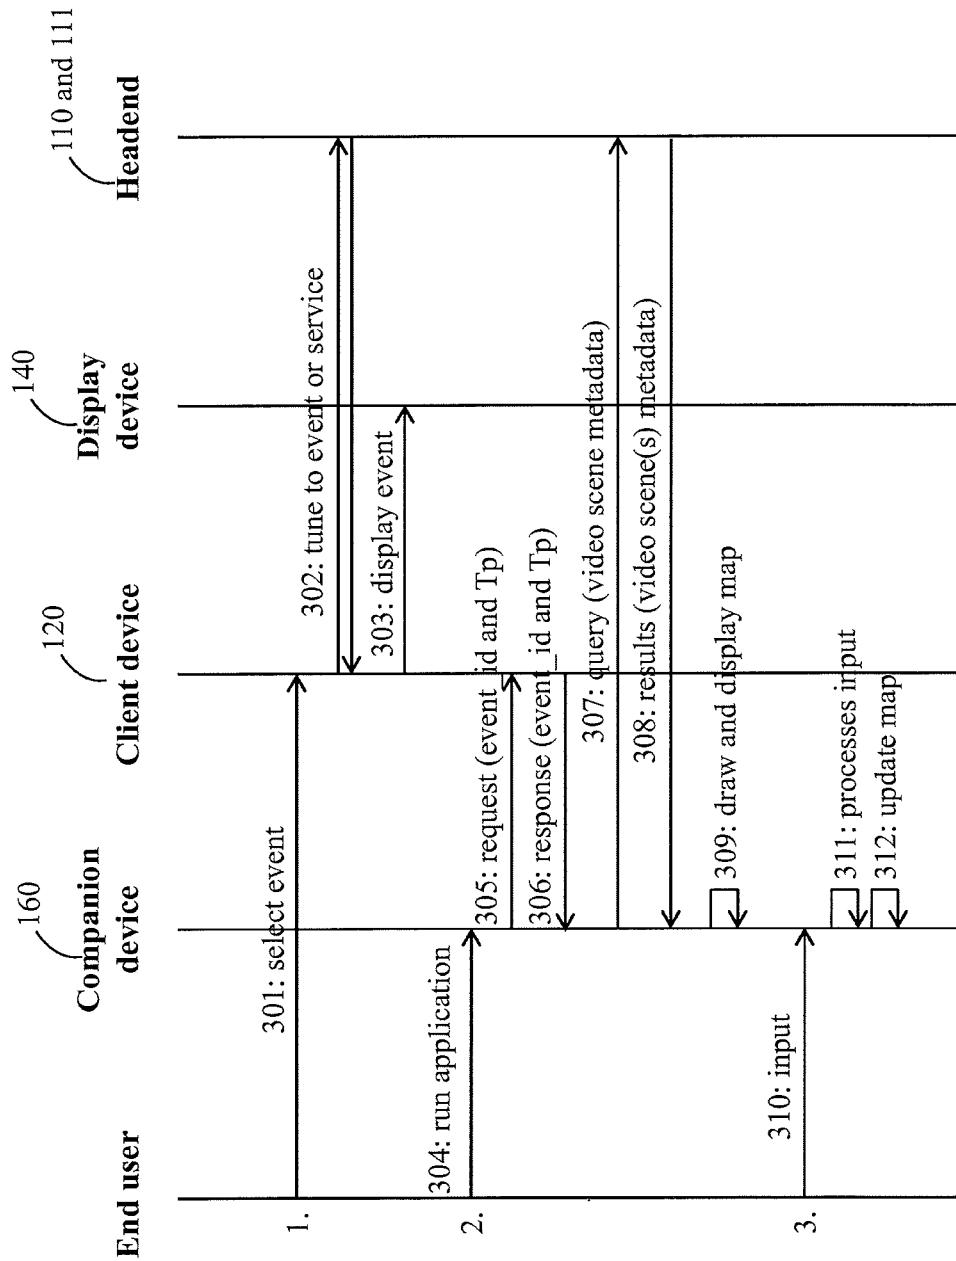 End user
160
Companion
device
120
Client device
140
Display
device
110 and 111
Headend
1.
301: select event
302: tune to event or service
303: display event
2.
304: run application
305: request (event_id and Tp)
306: response (event_id and Tp)
307: query (video scene metadata)
308: results (video scene(s) metadata)
309: draw and display map
3.
310: input
311: processes input
312: update map